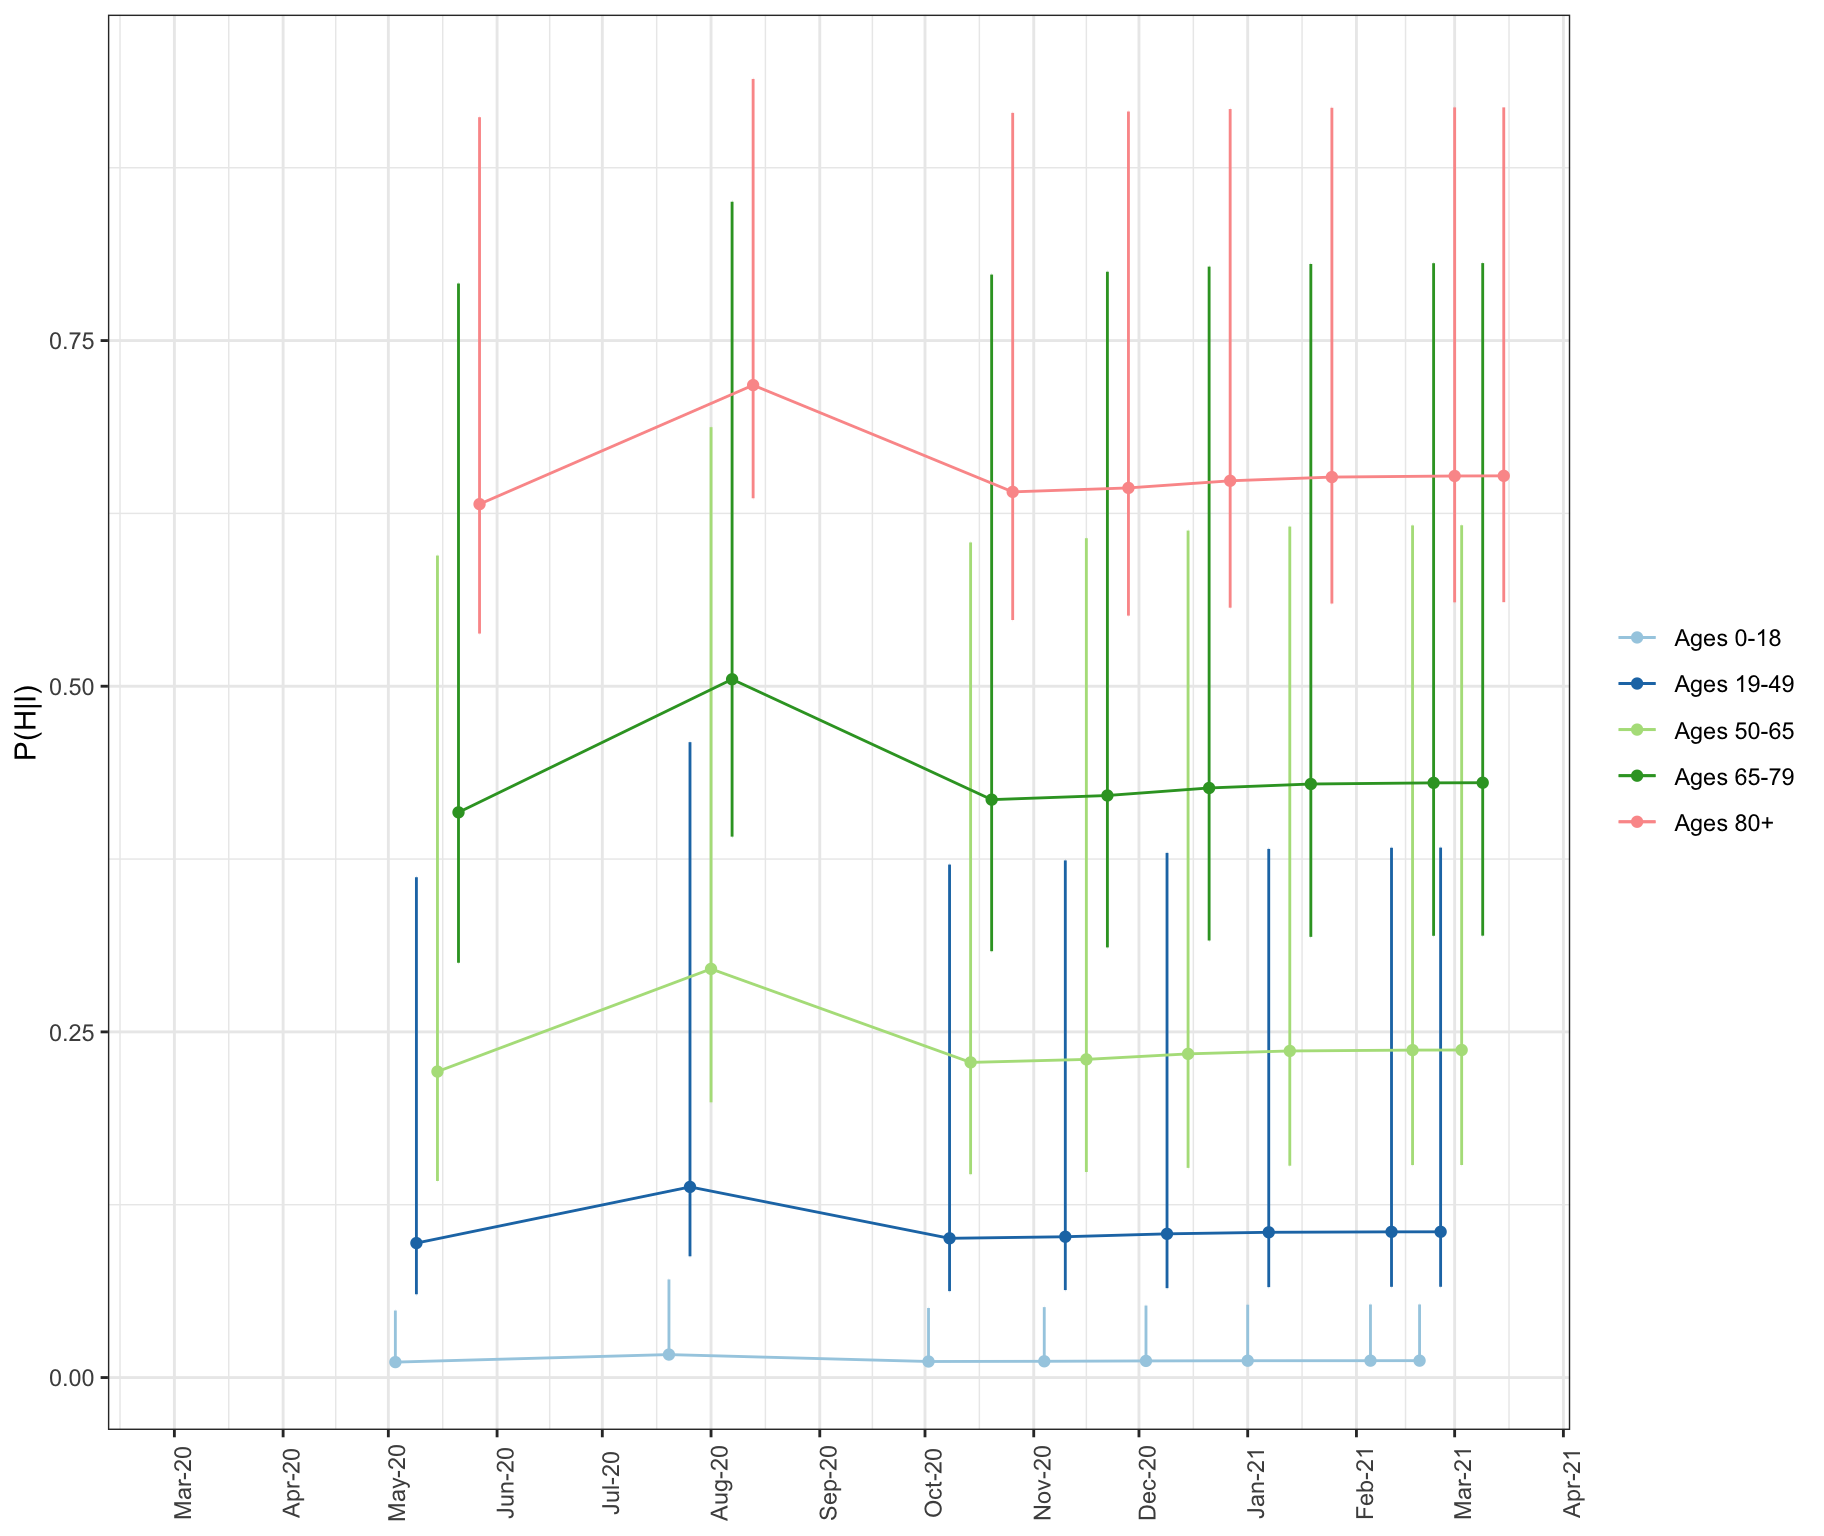 P(H|I)
0.75
0.50
0.25
0.00
Mar-20
Apr-20
May-20
Jun-20
Jul-20
Aug-20
Sep-20
Oct-20
Nov-20
Dec-20
Jan-21
Feb-21
Mar-21
Apr-21
Ages 0-18
Ages 19-49
Ages 50-65
Ages 65-79
Ages 80+